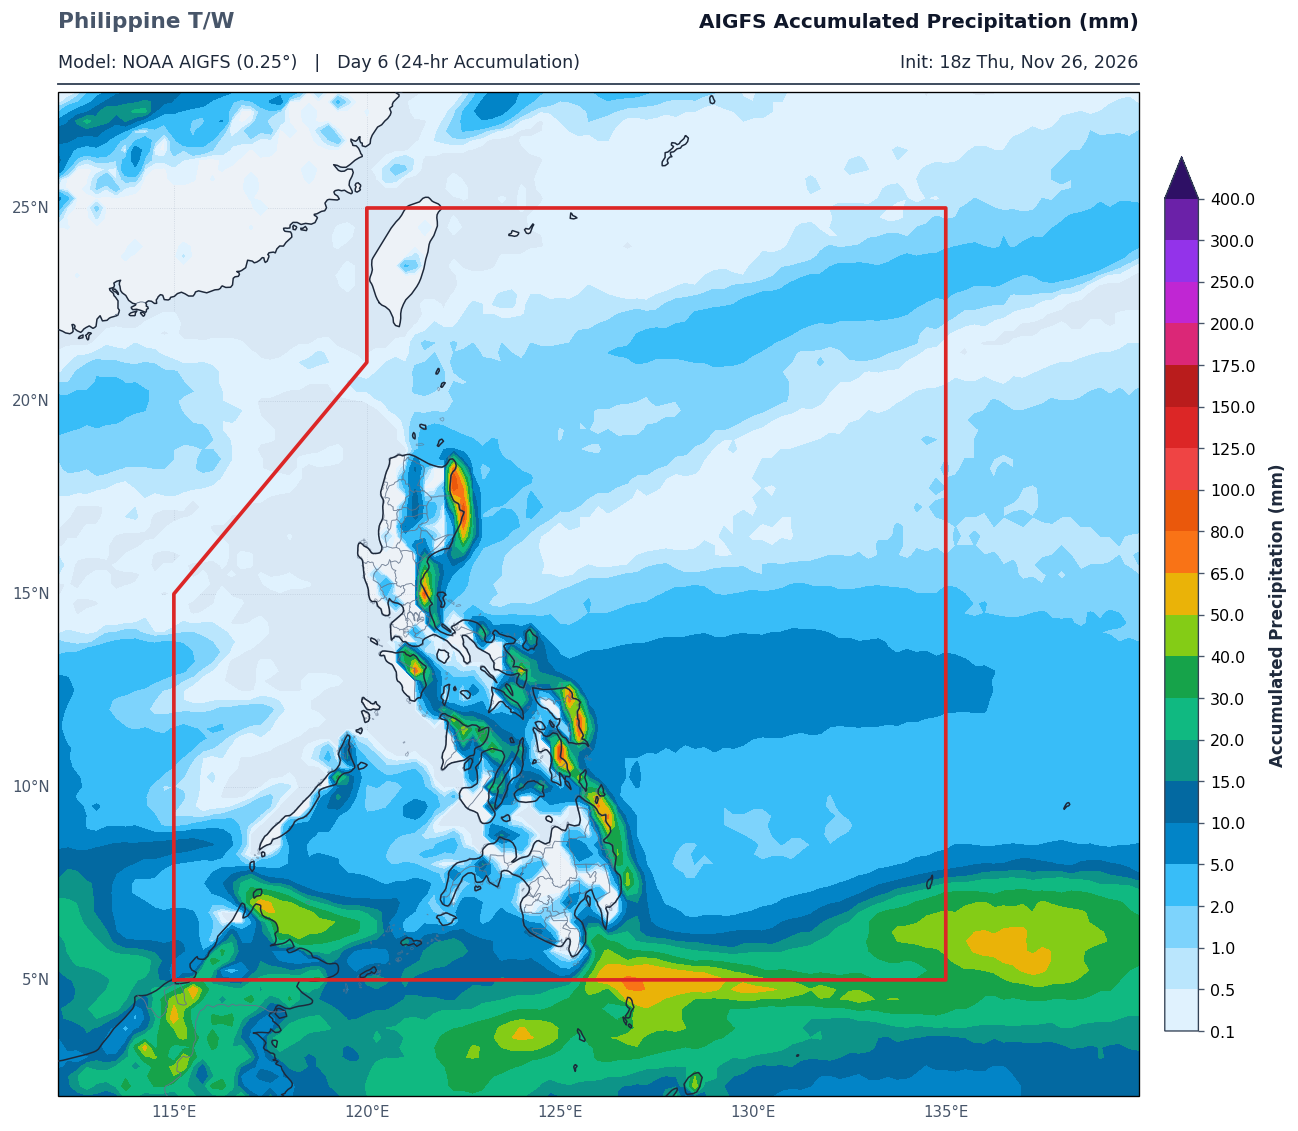 Philippine T/W
AIGFS Accumulated Precipitation (mm)
Model: NOAA AIGFS (0.25°)   |   Day 6 (24-hr Accumulation)
Init: 18z Thu, Nov 26, 2026
25°N
20°N
15°N
10°N
5°N
115°E
120°E
125°E
130°E
135°E
400.0
300.0
250.0
200.0
175.0
150.0
125.0
100.0
80.0
65.0
50.0
40.0
30.0
20.0
15.0
10.0
5.0
2.0
1.0
0.5
0.1
Accumulated Precipitation (mm)